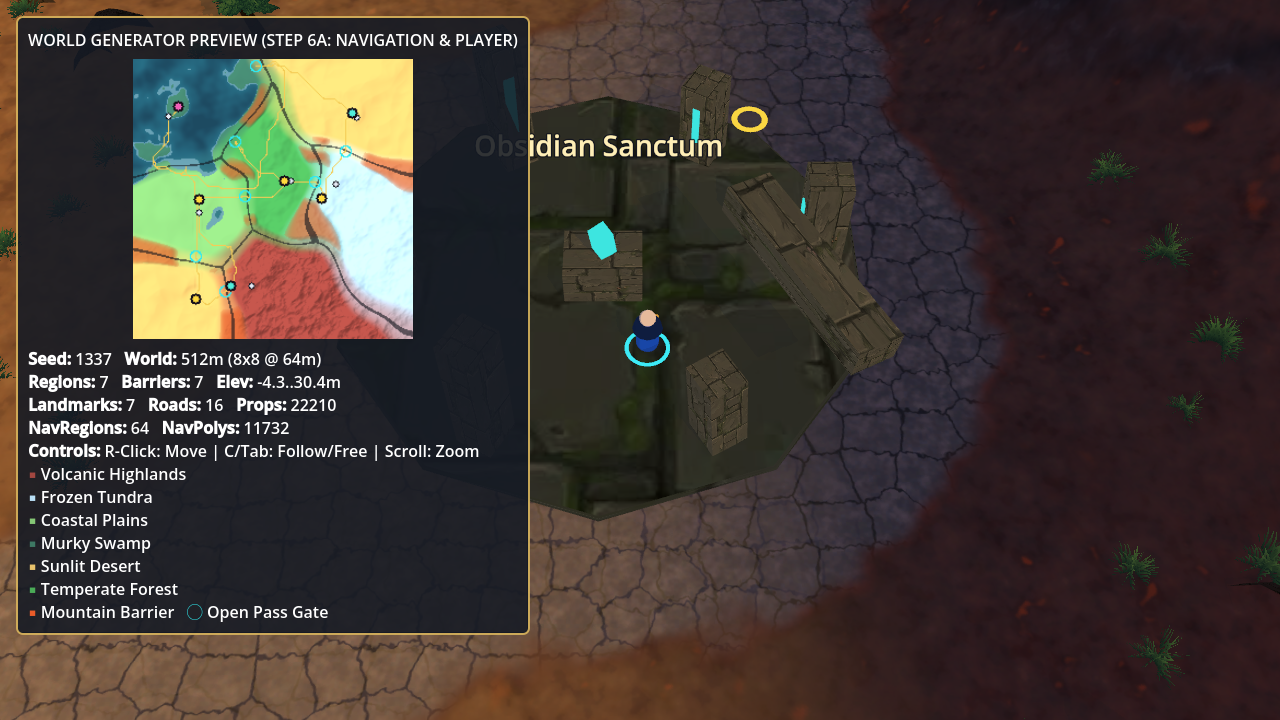 WORLD GENERATOR PREVIEW (STEP 6A: NAVIGATION & PLAYER)
Obsidian Sanctum
Seed: 1337 World: 512m (8x8 @ 64m)
Regions: 7 Barriers: 7 Elev: -4.3..30.4m
Landmarks: 7 Roads: 16 Props: 22210
NavRegions: 64 NavPolys: 11732
Controls: R-Click: Move | C/Tab: Follow/Free | Scroll: Zoom
Volcanic Highlands
Frozen Tundra
Coastal Plains
Murky Swamp
Sunlit Desert
Temperate Forest
Mountain Barrier Open Pass Gate